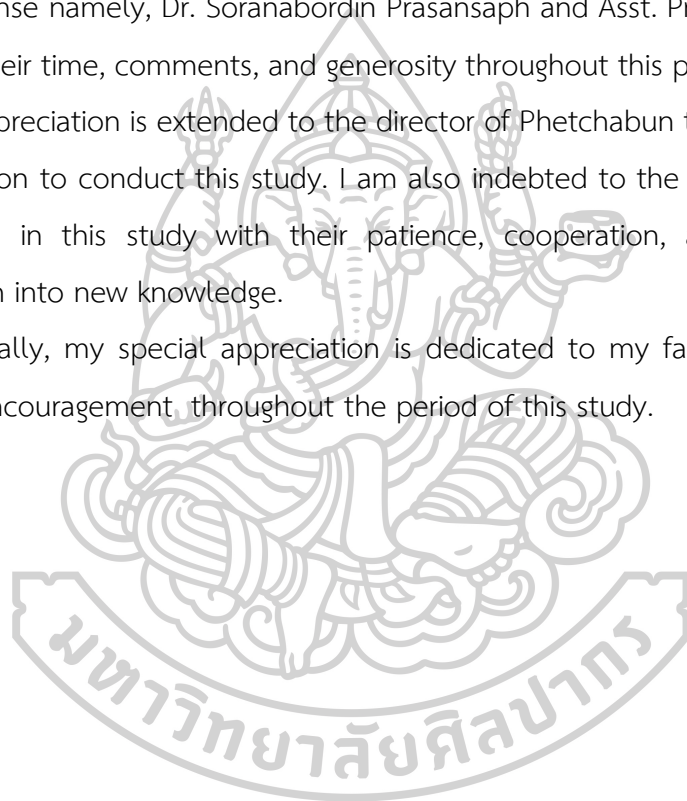 nse namely, Dr. Soranabordin Prasansaph and Asst. Pr
eir time, comments, and generosity throughout this p
preciation is extended to the director of Phetchabun t
on to conduct this study. I am also indebted to the
in this study with their patience, cooperation, a
n into new knowledge.
ally, my special appreciation is dedicated to my fa
ncouragement throughout the period of this study.
มหาวิทยาลัยศิลปากร